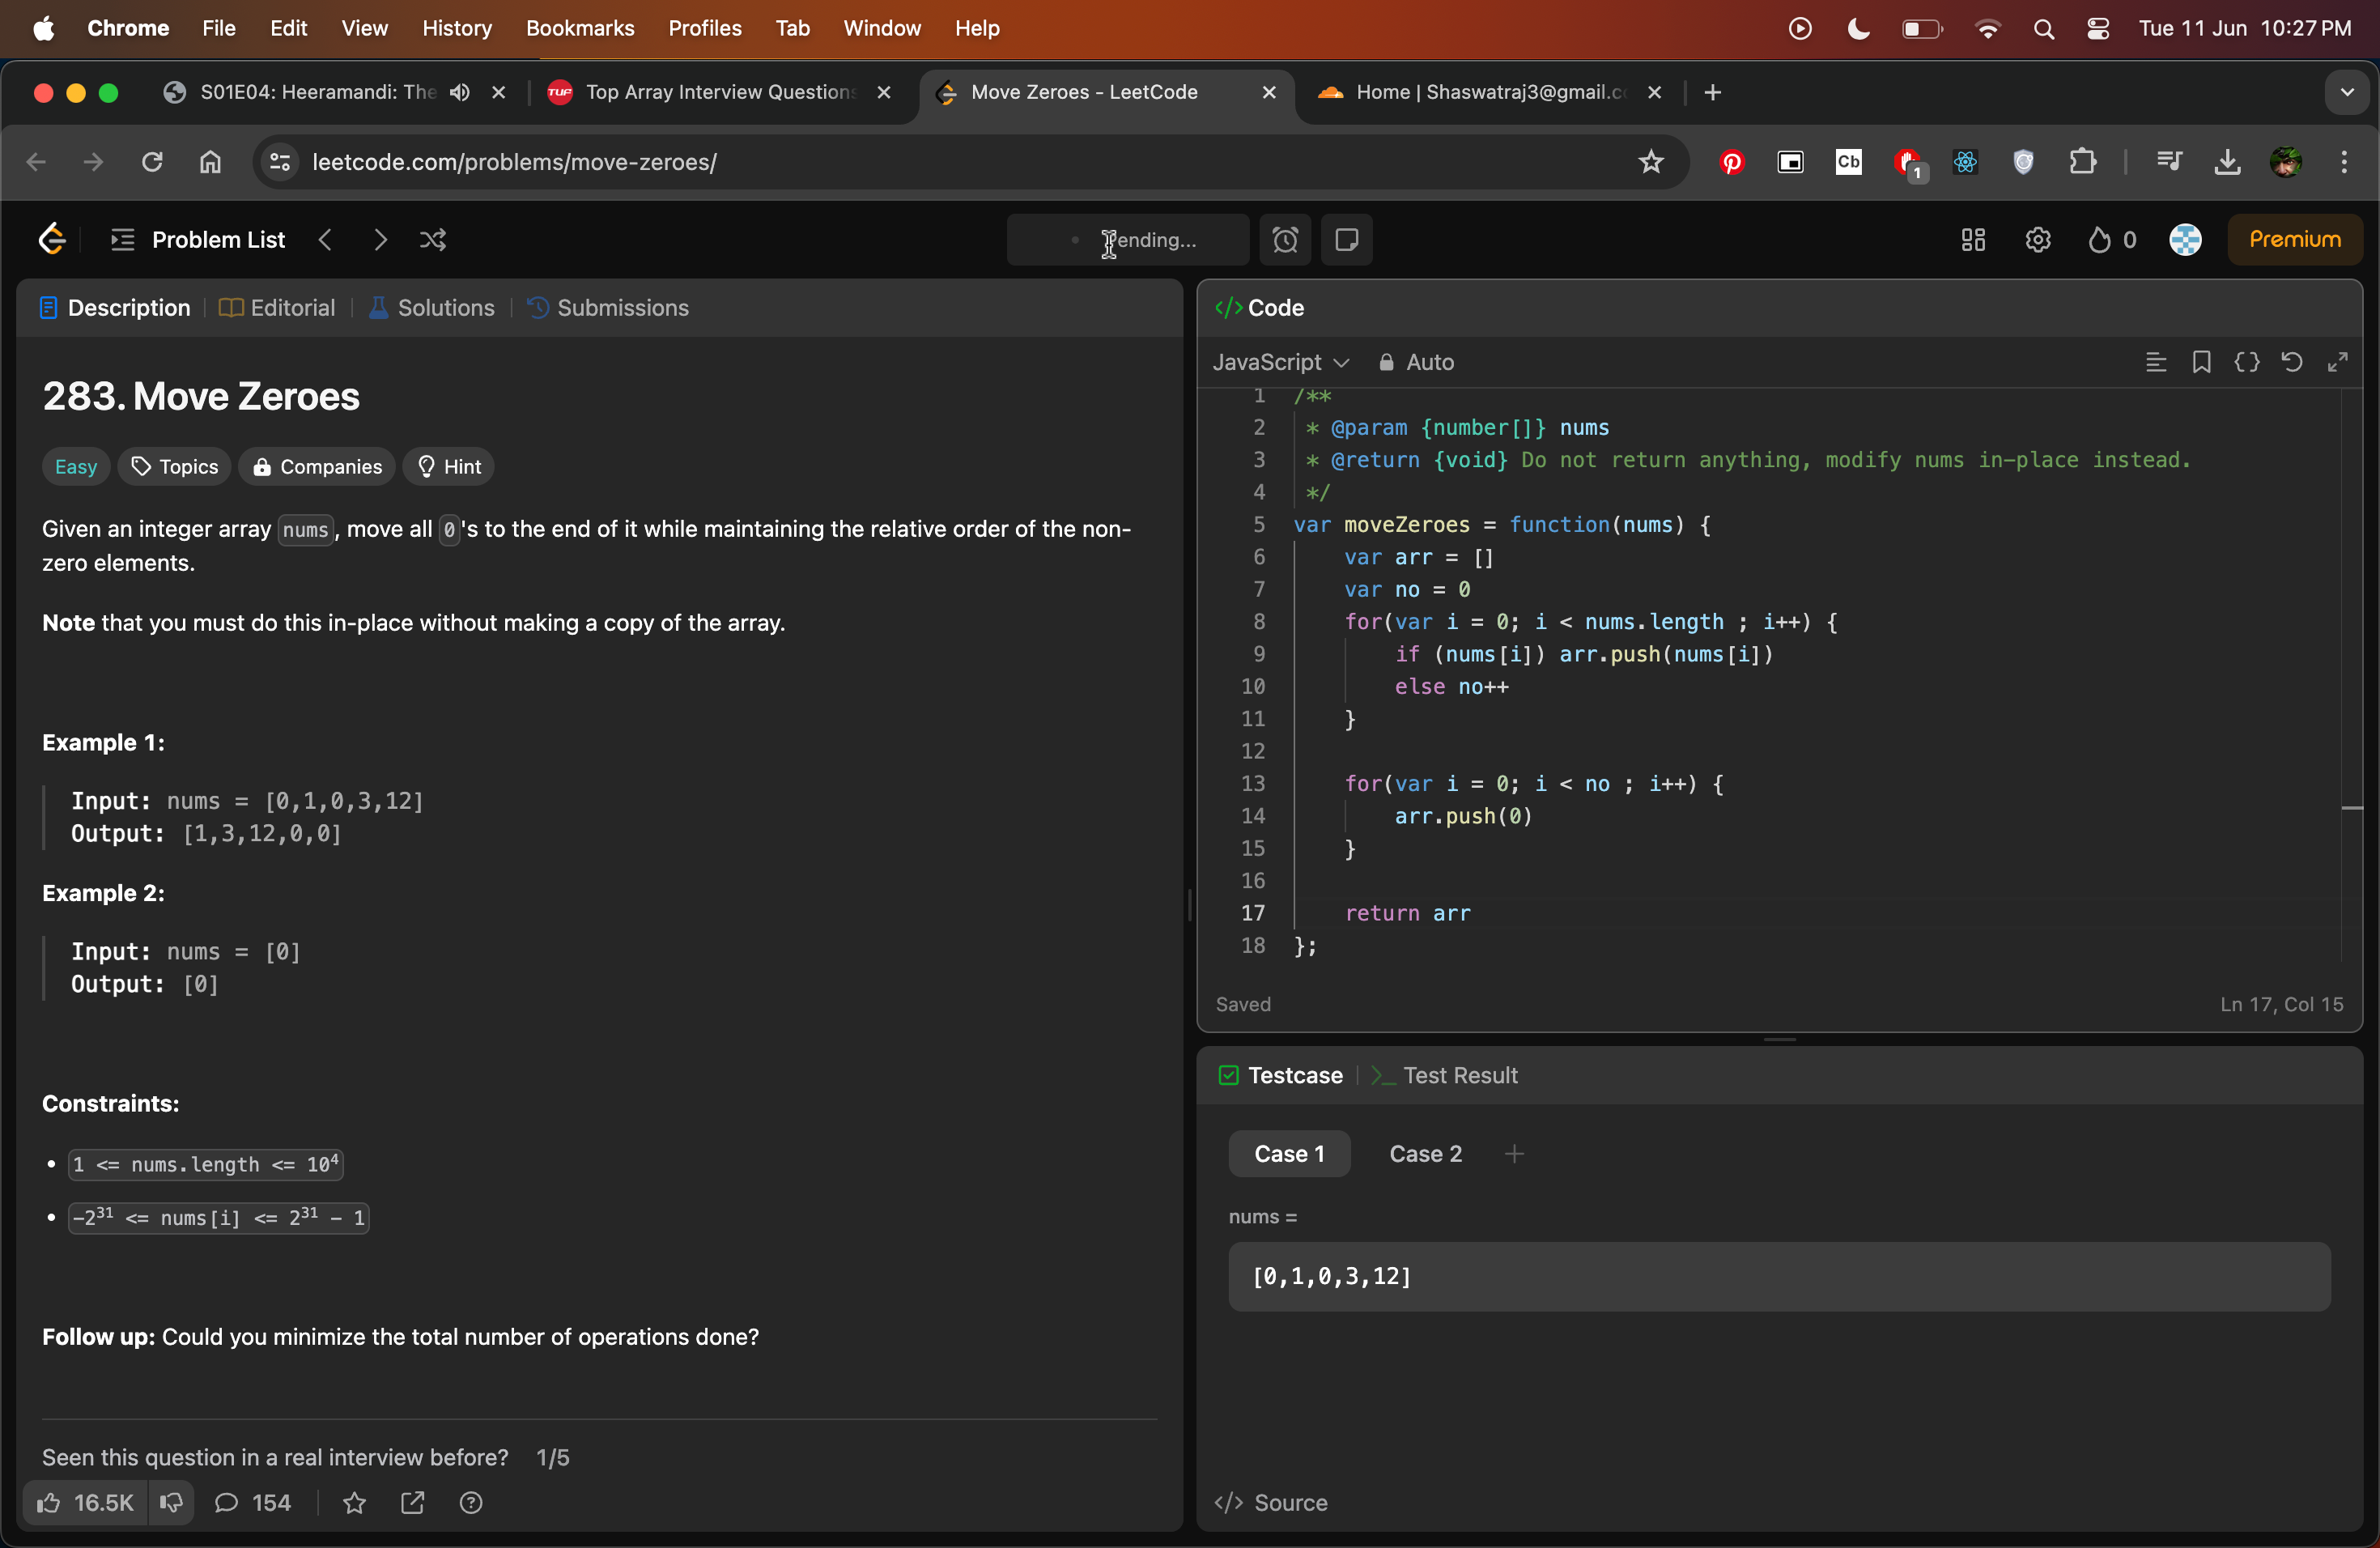 Chrome File Edit View History Bookmarks Profiles Tab Window Help Tue 11 Jun 10:27 PM
S01E04: Heeramandi: The
TUF Top Array Interview Questions
Move Zeroes - LeetCode
Home | Shaswatraj3@gmail.c
leetcode.com/problems/move-zeroes/
Cb
1
Problem List
Pending...
0
Premium
Description
Editorial
Solutions
Submissions
283. Move Zeroes
Easy
Topics
Companies
Hint
Given an integer array nums, move all 0's to the end of it while maintaining the relative order of the non-
zero elements.
Note that you must do this in-place without making a copy of the array.
Example 1:
Input: nums = [0,1,0,3,12]
Output: [1,3,12,0,0]
Example 2:
Input: nums = [0]
Output: [0]
Constraints:
• 1 <= nums.length <= 10⁴
• -2³¹ <= nums[i] <= 2³¹ - 1
Follow up: Could you minimize the total number of operations done?
Seen this question in a real interview before? 1/5
16.5K
154
</> Code
JavaScript
Auto
1 /**
2  * @param {number[]} nums
3  * @return {void} Do not return anything, modify nums in-place instead.
4  */
5 var moveZeroes = function(nums) {
6     var arr = []
7     var no = 0
8     for(var i = 0; i < nums.length ; i++) {
9         if (nums[i]) arr.push(nums[i])
10         else no++
11     }
12
13     for(var i = 0; i < no ; i++) {
14         arr.push(0)
15     }
16
17     return arr
18 };
Saved
Ln 17, Col 15
Testcase
>_ Test Result
Case 1
Case 2
+
nums =
[0,1,0,3,12]
</> Source